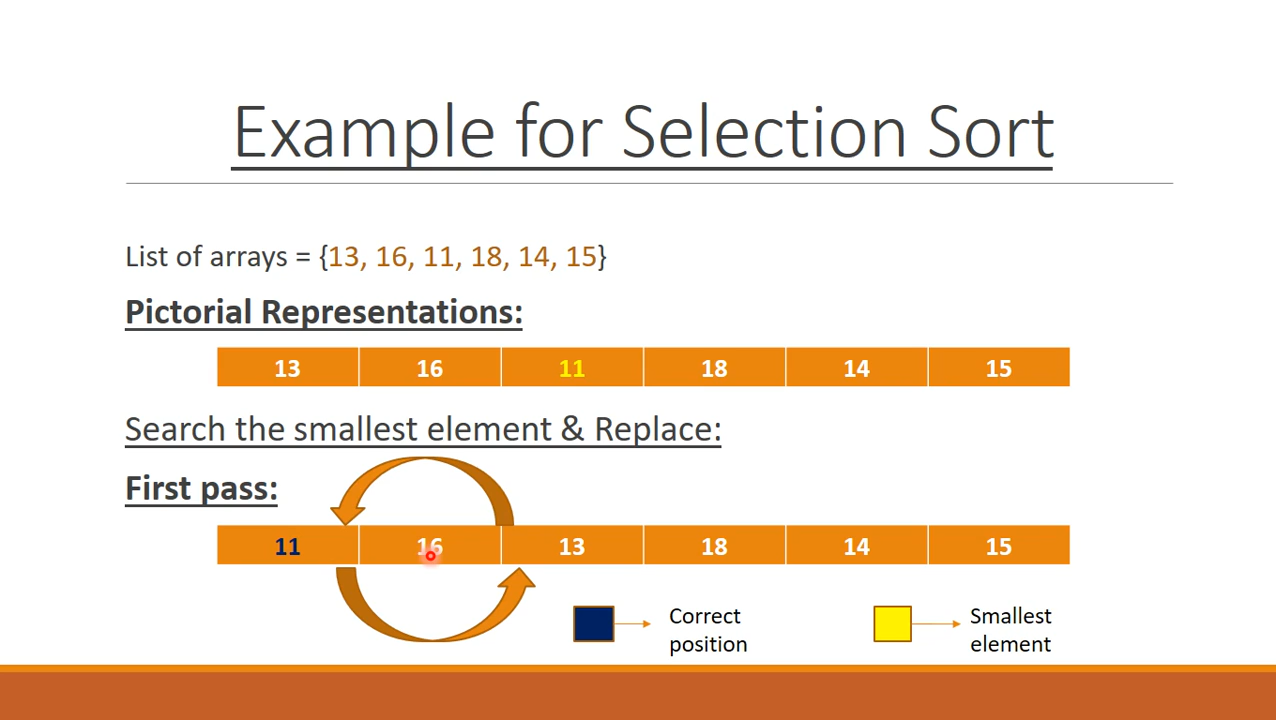 Example for Selection Sort
List of arrays = {13, 16, 11, 18, 14, 15}
Pictorial Representations:
13 16 11 18 14 15
Search the smallest element & Replace:
First pass:
11 16 13 18 14 15
Correct position
Smallest element